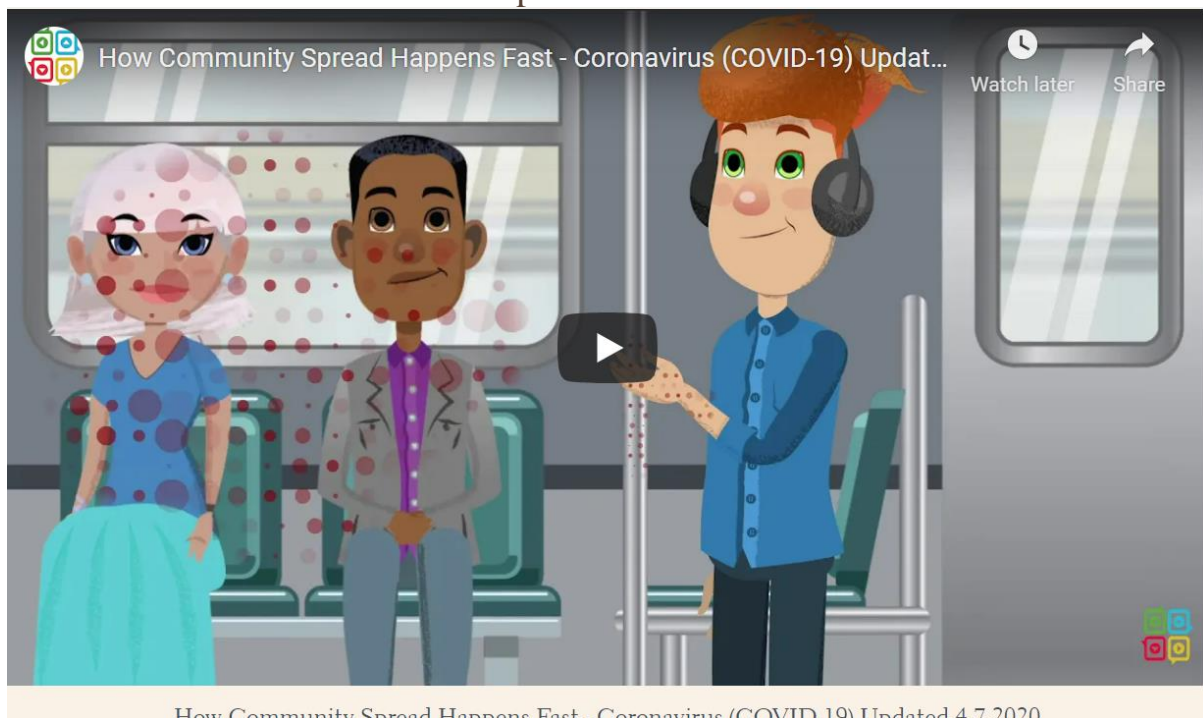 How Community Spread Happens Fast - Coronavirus (COVID-19) Updat...
Watch later
Share
How Community Spread Happens Fast - Coronavirus (COVID-19) Updated 4.7.2020